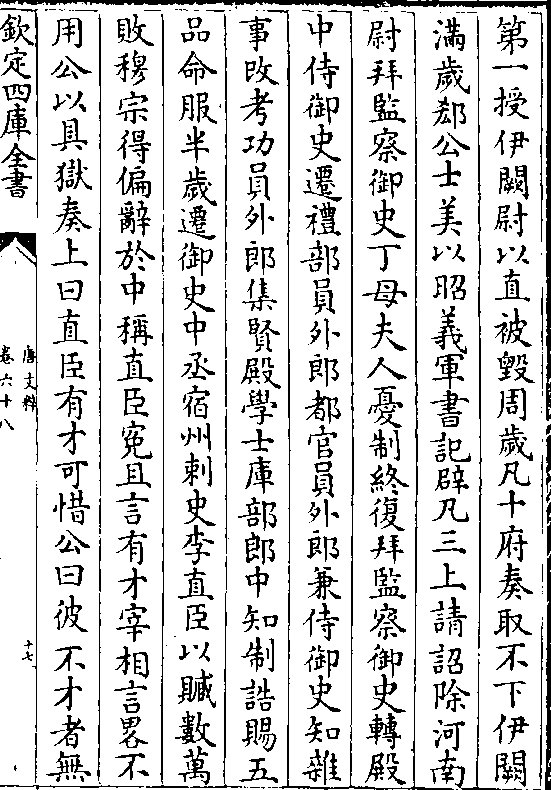 第一授伊闕尉以直被毀周歲凡十府奏取不下伊闕
滿歲郄公士美以昭義軍書記辟凡三上請詔除河南
尉拜監察御史丁母夫人憂制終復拜監察御史轉殿
中侍御史遷禮部員外郎都官員外郎兼侍御史知雜
事改考功員外郎集賢殿學士庫部郎中知制誥賜五
品命服半歲遷御史中丞宿州刺史李直臣以贓數萬
敗穆宗得偏辭於中稱直臣寃且言有才宰相言畧不
用公以具獄奏上曰直臣有才可惜公曰彼不才者無
欽定四庫全書
唐文粹
卷六十八
十七